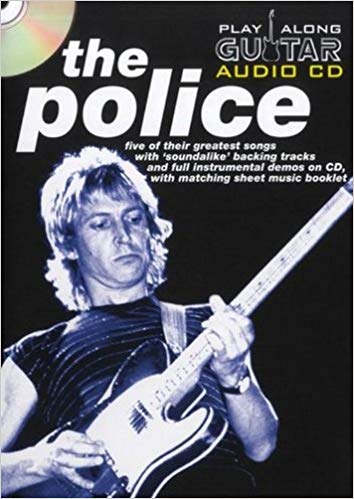 PLAY ALONG
GUITAR
AUDIO CD
the
police
five of their greatest songs
with 'soundalike' backing tracks
and full instrumental demos on CD,
with matching sheet music booklet